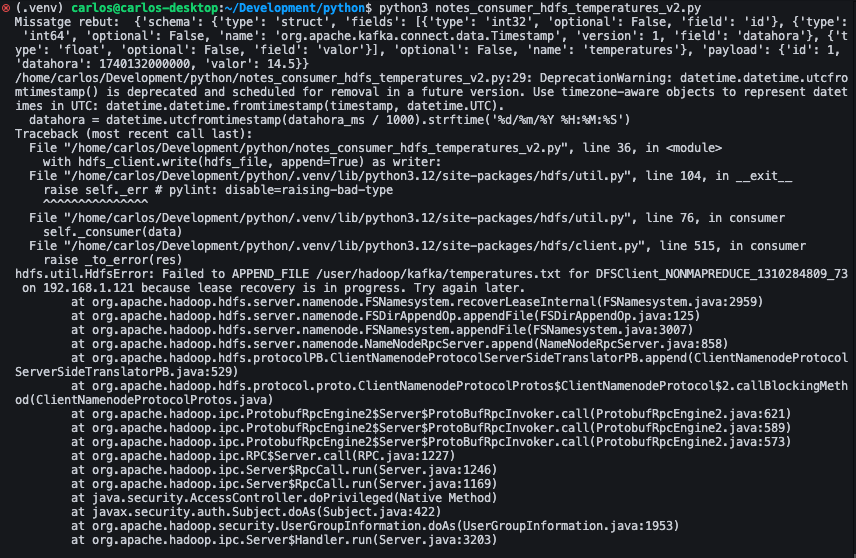 (.venv) carlos@carlos-desktop:~/Development/python$ python3 notes_consumer_hdfs_temperatures_v2.py
Missatge rebut:  {'schema': {'type': 'struct', 'fields': [{'type': 'int32', 'optional': False, 'field': 'id'}, {'type':
 'int64', 'optional': False, 'name': 'org.apache.kafka.connect.data.Timestamp', 'version': 1, 'field': 'datahora'}, {'t
ype': 'float', 'optional': False, 'field': 'valor'}], 'optional': False, 'name': 'temperatures'}, 'payload': {'id': 1,
 'datahora': 1740132000000, 'valor': 14.5}}
/home/carlos/Development/python/notes_consumer_hdfs_temperatures_v2.py:29: DeprecationWarning: datetime.datetime.utcfro
mtimestamp() is deprecated and scheduled for removal in a future version. Use timezone-aware objects to represent datet
imes in UTC: datetime.datetime.fromtimestamp(timestamp, datetime.UTC).
  datahora = datetime.utcfromtimestamp(datahora_ms / 1000).strftime('%d/%m/%Y %H:%M:%S')
Traceback (most recent call last):
  File "/home/carlos/Development/python/notes_consumer_hdfs_temperatures_v2.py", line 36, in <module>
    with hdfs_client.write(hdfs_file, append=True) as writer:
  File "/home/carlos/Development/python/.venv/lib/python3.12/site-packages/hdfs/util.py", line 104, in __exit__
    raise self._err # pylint: disable=raising-bad-type
    ^^^^^^^^^^^^^^^
  File "/home/carlos/Development/python/.venv/lib/python3.12/site-packages/hdfs/util.py", line 76, in consumer
    self._consumer(data)
  File "/home/carlos/Development/python/.venv/lib/python3.12/site-packages/hdfs/client.py", line 515, in consumer
    raise _to_error(res)
hdfs.util.HdfsError: Failed to APPEND_FILE /user/hadoop/kafka/temperatures.txt for DFSClient_NONMAPREDUCE_1310284809_73
 on 192.168.1.121 because lease recovery is in progress. Try again later.
        at org.apache.hadoop.hdfs.server.namenode.FSNamesystem.recoverLeaseInternal(FSNamesystem.java:2959)
        at org.apache.hadoop.hdfs.server.namenode.FSDirAppendOp.appendFile(FSDirAppendOp.java:125)
        at org.apache.hadoop.hdfs.server.namenode.FSNamesystem.appendFile(FSNamesystem.java:3007)
        at org.apache.hadoop.hdfs.server.namenode.NameNodeRpcServer.append(NameNodeRpcServer.java:858)
        at org.apache.hadoop.hdfs.protocolPB.ClientNamenodeProtocolServerSideTranslatorPB.append(ClientNamenodeProtocol
ServerSideTranslatorPB.java:529)
        at org.apache.hadoop.hdfs.protocol.proto.ClientNamenodeProtocolProtos$ClientNamenodeProtocol$2.callBlockingMeth
od(ClientNamenodeProtocolProtos.java)
        at org.apache.hadoop.ipc.ProtobufRpcEngine2$Server$ProtoBufRpcInvoker.call(ProtobufRpcEngine2.java:621)
        at org.apache.hadoop.ipc.ProtobufRpcEngine2$Server$ProtoBufRpcInvoker.call(ProtobufRpcEngine2.java:589)
        at org.apache.hadoop.ipc.ProtobufRpcEngine2$Server$ProtoBufRpcInvoker.call(ProtobufRpcEngine2.java:573)
        at org.apache.hadoop.ipc.RPC$Server.call(RPC.java:1227)
        at org.apache.hadoop.ipc.Server$RpcCall.run(Server.java:1246)
        at org.apache.hadoop.ipc.Server$RpcCall.run(Server.java:1169)
        at java.security.AccessController.doPrivileged(Native Method)
        at javax.security.auth.Subject.doAs(Subject.java:422)
        at org.apache.hadoop.security.UserGroupInformation.doAs(UserGroupInformation.java:1953)
        at org.apache.hadoop.ipc.Server$Handler.run(Server.java:3203)